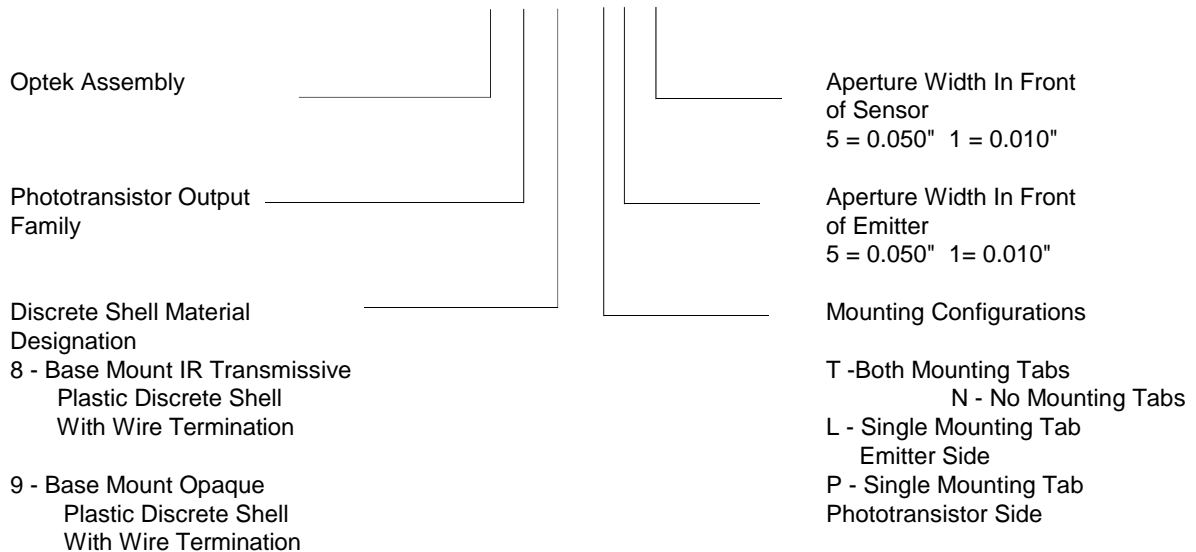 Optek Assembly
Phototransistor Output
Family
Discrete Shell Material
Designation
8 - Base Mount IR Transmissive
Plastic Discrete Shell
With Wire Termination
9 - Base Mount Opaque
Plastic Discrete Shell
With Wire Termination
Aperture Width In Front
of Sensor
5 = 0.050" 1 = 0.010"
Aperture Width In Front
of Emitter
5 = 0.050" 1= 0.010"
Mounting Configurations
T -Both Mounting Tabs
N - No Mounting Tabs
L - Single Mounting Tab
Emitter Side
P - Single Mounting Tab
Phototransistor Side